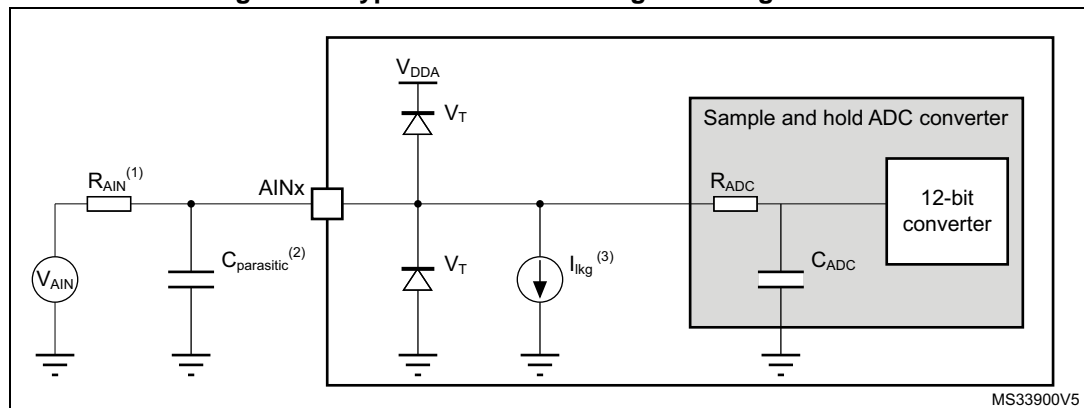 V_DDA
V_T
Sample and hold ADC converter
R_AIN^(1)
AINx
R_ADC
12-bit
converter
C_parasitic^(2)
V_T
I_lkg^(3)
C_ADC
V_AIN
MS33900V5